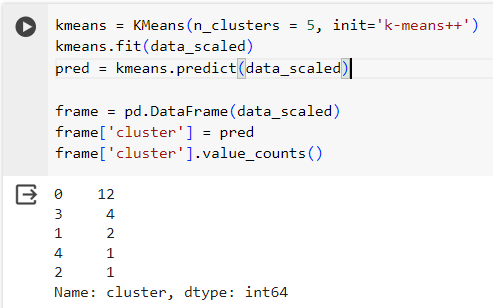 kmeans = KMeans(n_clusters = 5, init='k-means++')
kmeans.fit(data_scaled)
pred = kmeans.predict(data_scaled)
frame = pd.DataFrame(data_scaled)
frame['cluster'] = pred
frame['cluster'].value_counts()
0    12
3     4
1     2
4     1
2     1
Name: cluster, dtype: int64